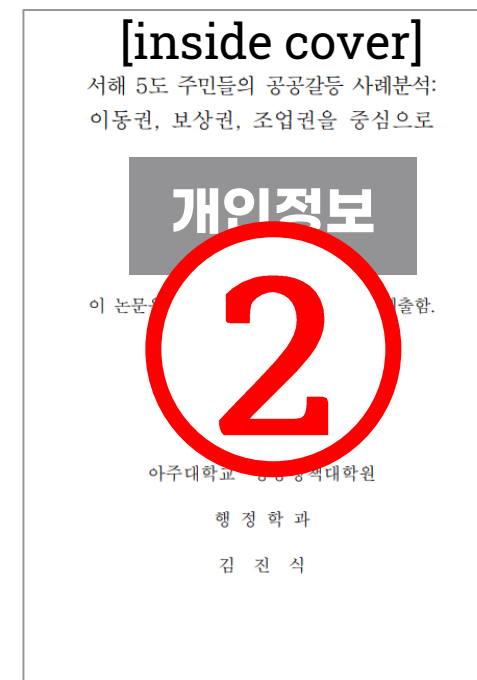 [inside cover]
서해 5도 주민들의 공공갈등 사례분석:
이동권, 보상권, 조업권을 중심으로
개인정보
이 논문
출함.
2
아주대학교
행 정 학 과
김 진 식